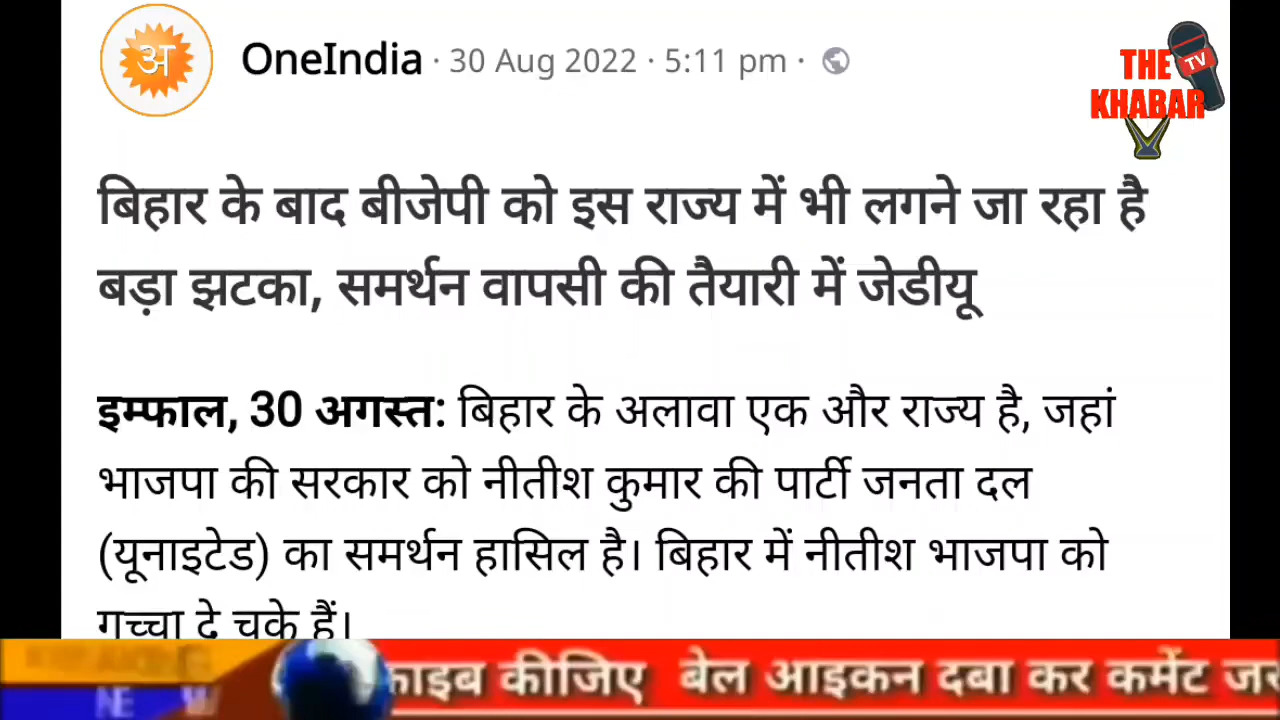 अ
OneIndia · 30 Aug 2022 · 5:11 pm ·
THE TV
KHABAR
बिहार के बाद बीजेपी को इस राज्य में भी लगने जा रहा है
बड़ा झटका, समर्थन वापसी की तैयारी में जेडीयू
इम्फाल, 30 अगस्त: बिहार के अलावा एक और राज्य है, जहां
भाजपा की सरकार को नीतीश कुमार की पार्टी जनता दल
(यूनाइटेड) का समर्थन हासिल है। बिहार में नीतीश भाजपा को
गच्चा दे चुके हैं।
कीजिए बेल आइकन दबा कर कमेंट